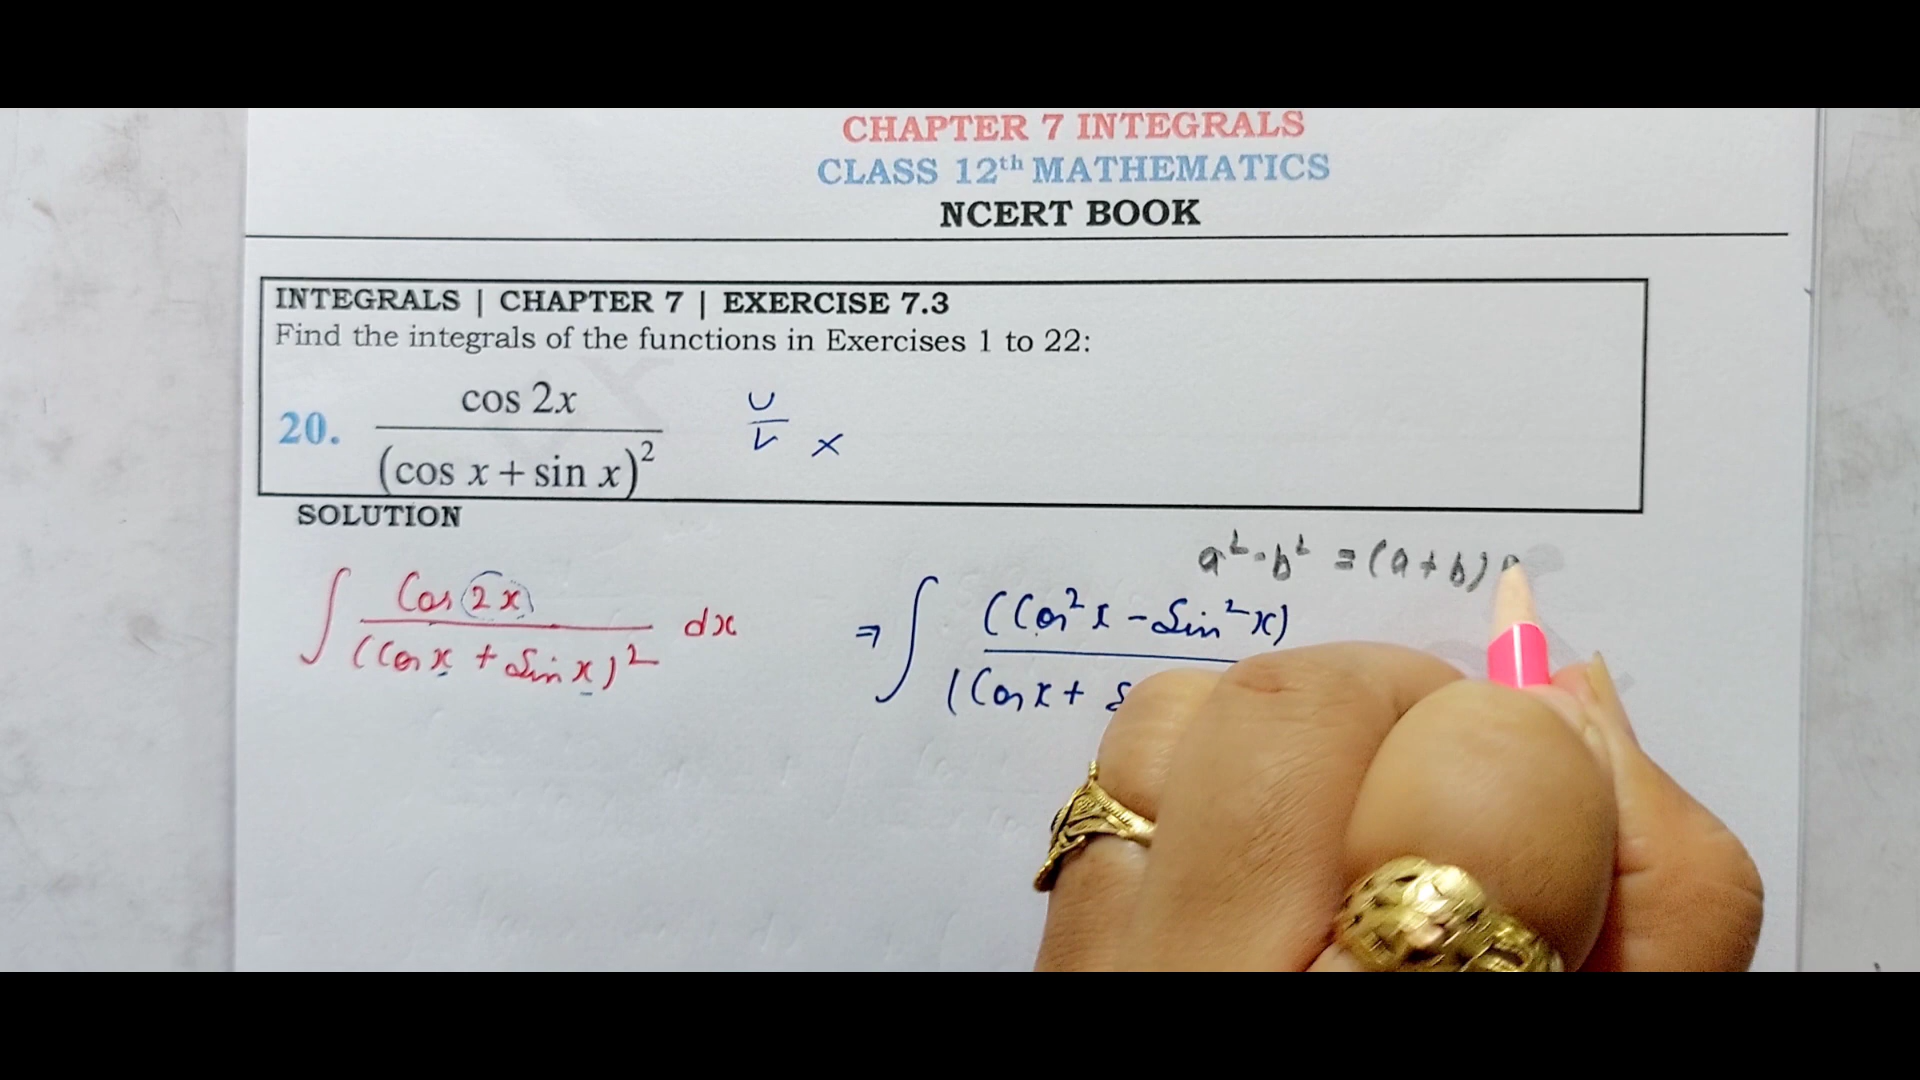 CHAPTER 7 INTEGRALS
CLASS 12th MATHEMATICS
NCERT BOOK
INTEGRALS | CHAPTER 7 | EXERCISE 7.3
Find the integrals of the functions in Exercises 1 to 22:
20. cos 2x / (cos x + sin x)²
U / V ×
SOLUTION
a² - b² = (a + b)
∫ Cos 2x / (Cos x + Sin x)² dx
⇒ ∫ (Cos²x - Sin²x) / (Cos x + S